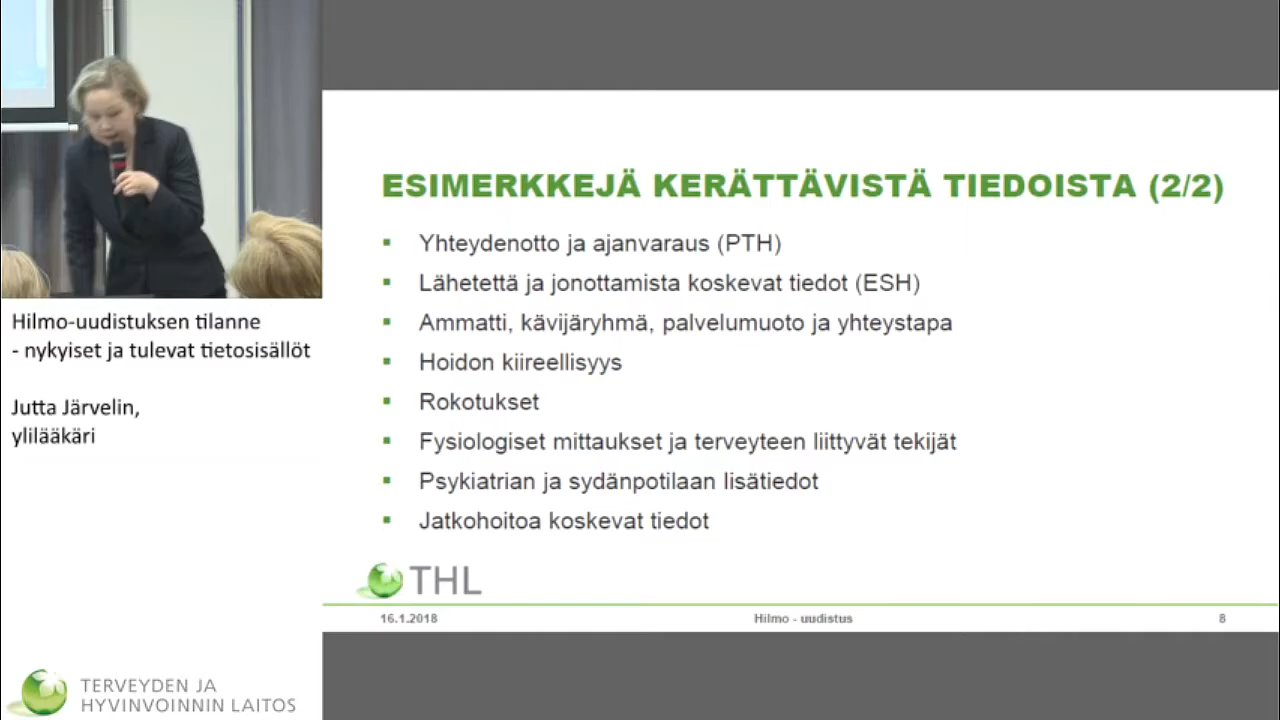 Hilmo-uudistuksen tilanne
- nykyiset ja tulevat tietosisällöt
Jutta Järvelin,
ylilääkäri
TERVEYDEN JA
HYVINVOINNIN LAITOS
ESIMERKKEJÄ KERÄTTÄVISTÄ TIEDOISTA (2/2)
▪ Yhteydenotto ja ajanvaraus (PTH)
▪ Lähetettä ja jonottamista koskevat tiedot (ESH)
▪ Ammatti, kävijäryhmä, palvelumuoto ja yhteystapa
▪ Hoidon kiireellisyys
▪ Rokotukset
▪ Fysiologiset mittaukset ja terveyteen liittyvät tekijät
▪ Psykiatrian ja sydänpotilaan lisätiedot
▪ Jatkohoitoa koskevat tiedot
THL
16.1.2018 Hilmo - uudistus 8